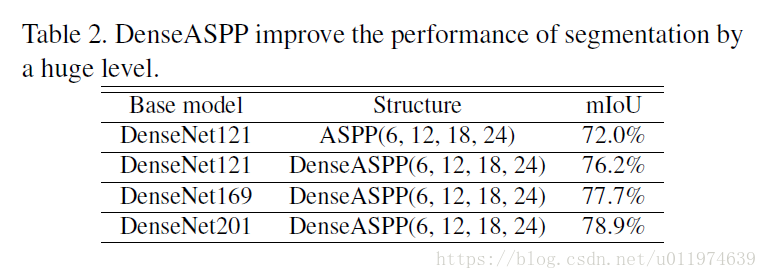 Table 2. DenseASPP improve the performance of segmentation by
a huge level.
Base model Structure mIoU
DenseNet121 ASPP(6, 12, 18, 24) 72.0%
DenseNet121 DenseASPP(6, 12, 18, 24) 76.2%
DenseNet169 DenseASPP(6, 12, 18, 24) 77.7%
DenseNet201 DenseASPP(6, 12, 18, 24) 78.9%
https://blog.csdn.net/u011974639